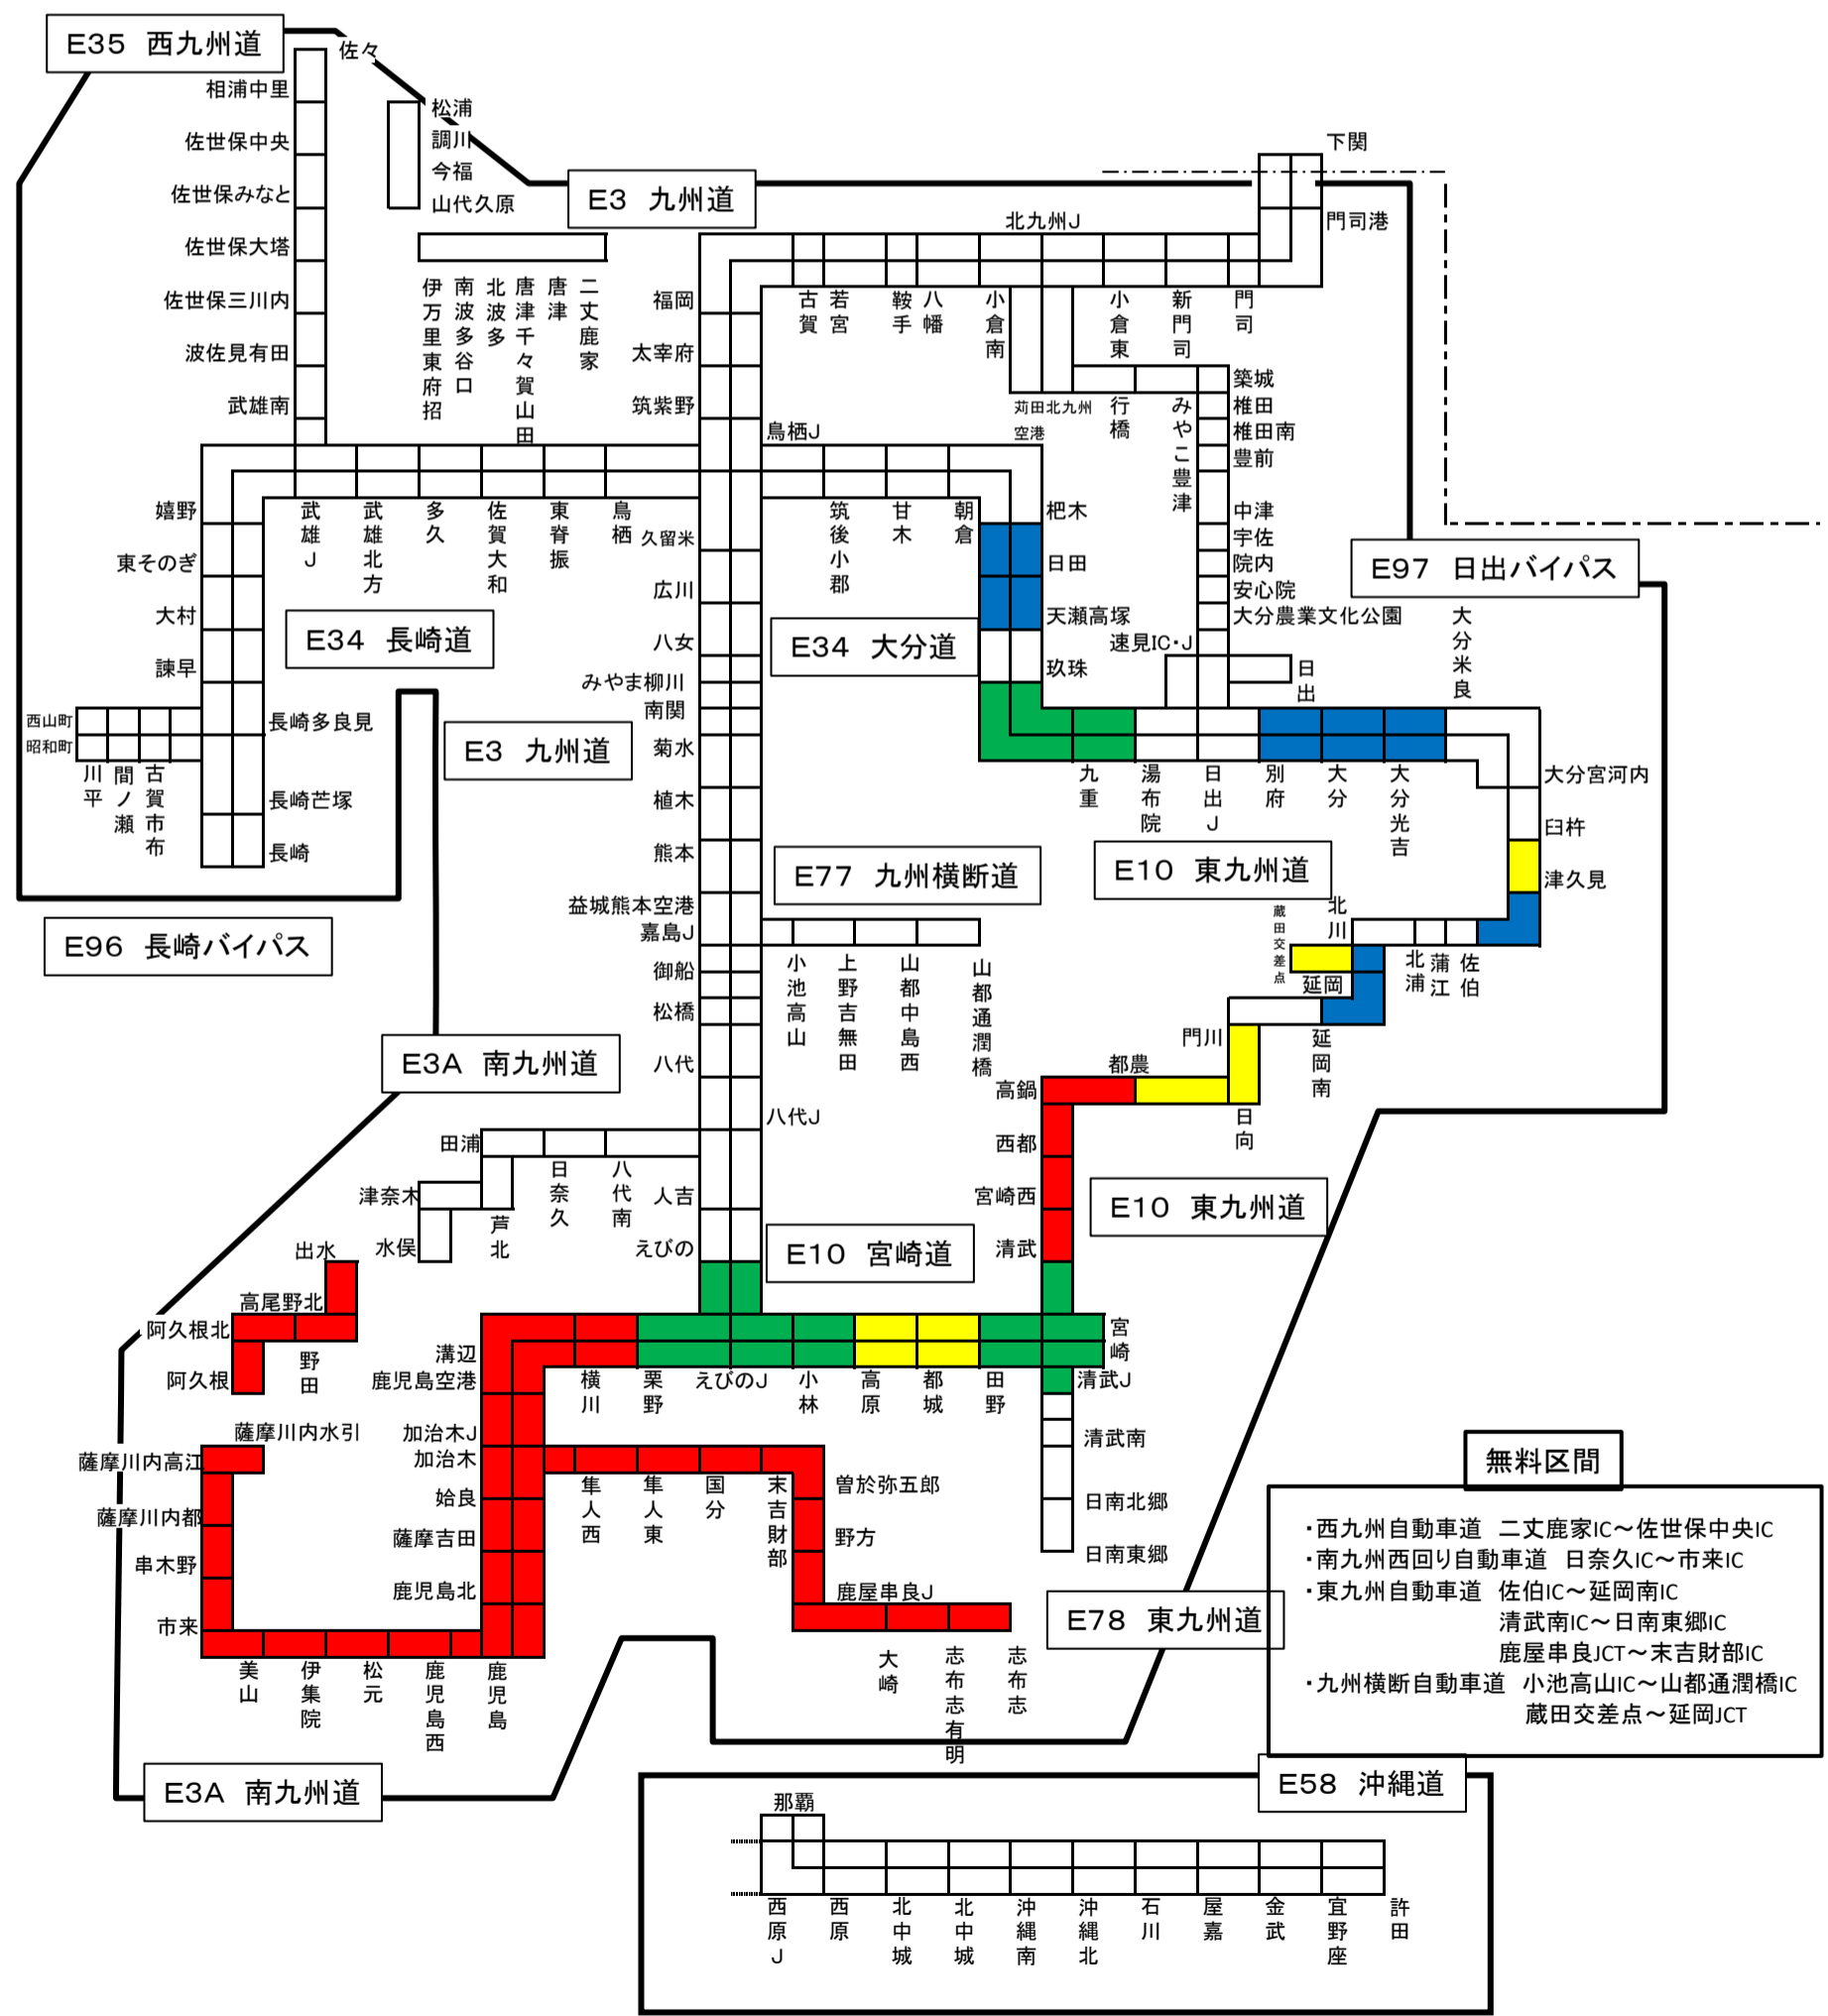 E35 西九州道
佐々
相浦中里
佐世保中央
佐世保みなと
佐世保大塔
佐世保三川内
波佐見有田
武雄南
松浦
調川
今福
山代久原
伊万里東府招
南波多谷口
北波多
唐津千々賀山田
唐津
二丈鹿家
E3 九州道
下関
門司港
北九州J
古賀
若宮
鞍手
八幡
小倉南
小倉東
新門司
門司
福岡
太宰府
筑紫野
鳥栖J
苅田北九州
空港
行橋
みやこ豊津
築城
椎田
椎田南
豊前
中津
宇佐
院内
安心院
大分農業文化公園
速見IC・J
日出
E97 日出バイパス
嬉野
東そのぎ
大村
諫早
武雄J
武雄北方
多久
佐賀大和
東脊振
鳥栖
E34 長崎道
西山町
昭和町
川平
間ノ瀬
古賀市布
長崎多良見
長崎芒塚
長崎
E96 長崎バイパス
久留米
広川
八女
みやま柳川
南関
菊水
植木
熊本
益城熊本空港
嘉島J
御船
松橋
八代
八代J
人吉
えびの
E3 九州道
筑後小郡
甘木
朝倉
杷木
日田
天瀬高塚
玖珠
E34 大分道
九重
湯布院
日出J
別府
大分
大分光吉
大分米良
大分宮河内
臼杵
津久見
E10 東九州道
佐伯
蒲江
北浦
北川
蔵田交差点
延岡
延岡南
門川
日向
都農
高鍋
西都
宮崎西
清武
E10 東九州道
E77 九州横断道
小池高山
上野吉無田
山都中島西
山都通潤橋
E3A 南九州道
田浦
日奈久
八代南
津奈木
芦北
水俣
出水
高尾野北
阿久根北
野田
阿久根
薩摩川内水引
薩摩川内高江
薩摩川内都
串木野
市来
美山
伊集院
松元
鹿児島西
鹿児島
E10 宮崎道
溝辺
鹿児島空港
横川
栗野
えびのJ
小林
高原
都城
田野
宮崎
清武J
清武南
日南北郷
日南東郷
加治木J
加治木
姶良
薩摩吉田
鹿児島北
隼人西
隼人東
国分
末吉財部
曽於弥五郎
野方
鹿屋串良J
大崎
志布志有明
志布志
E78 東九州道
E3A 南九州道
無料区間
・西九州自動車道 二丈鹿家IC～佐世保中央IC
・南九州西回り自動車道 日奈久IC～市来IC
・東九州自動車道 佐伯IC～延岡南IC
清武南IC～日南東郷IC
鹿屋串良JCT～末吉財部IC
・九州横断自動車道 小池高山IC～山都通潤橋IC
蔵田交差点～延岡JCT
E58 沖縄道
那覇
西原J
西原
北中城
北中城
沖縄南
沖縄北
石川
屋嘉
金武
宜野座
許田